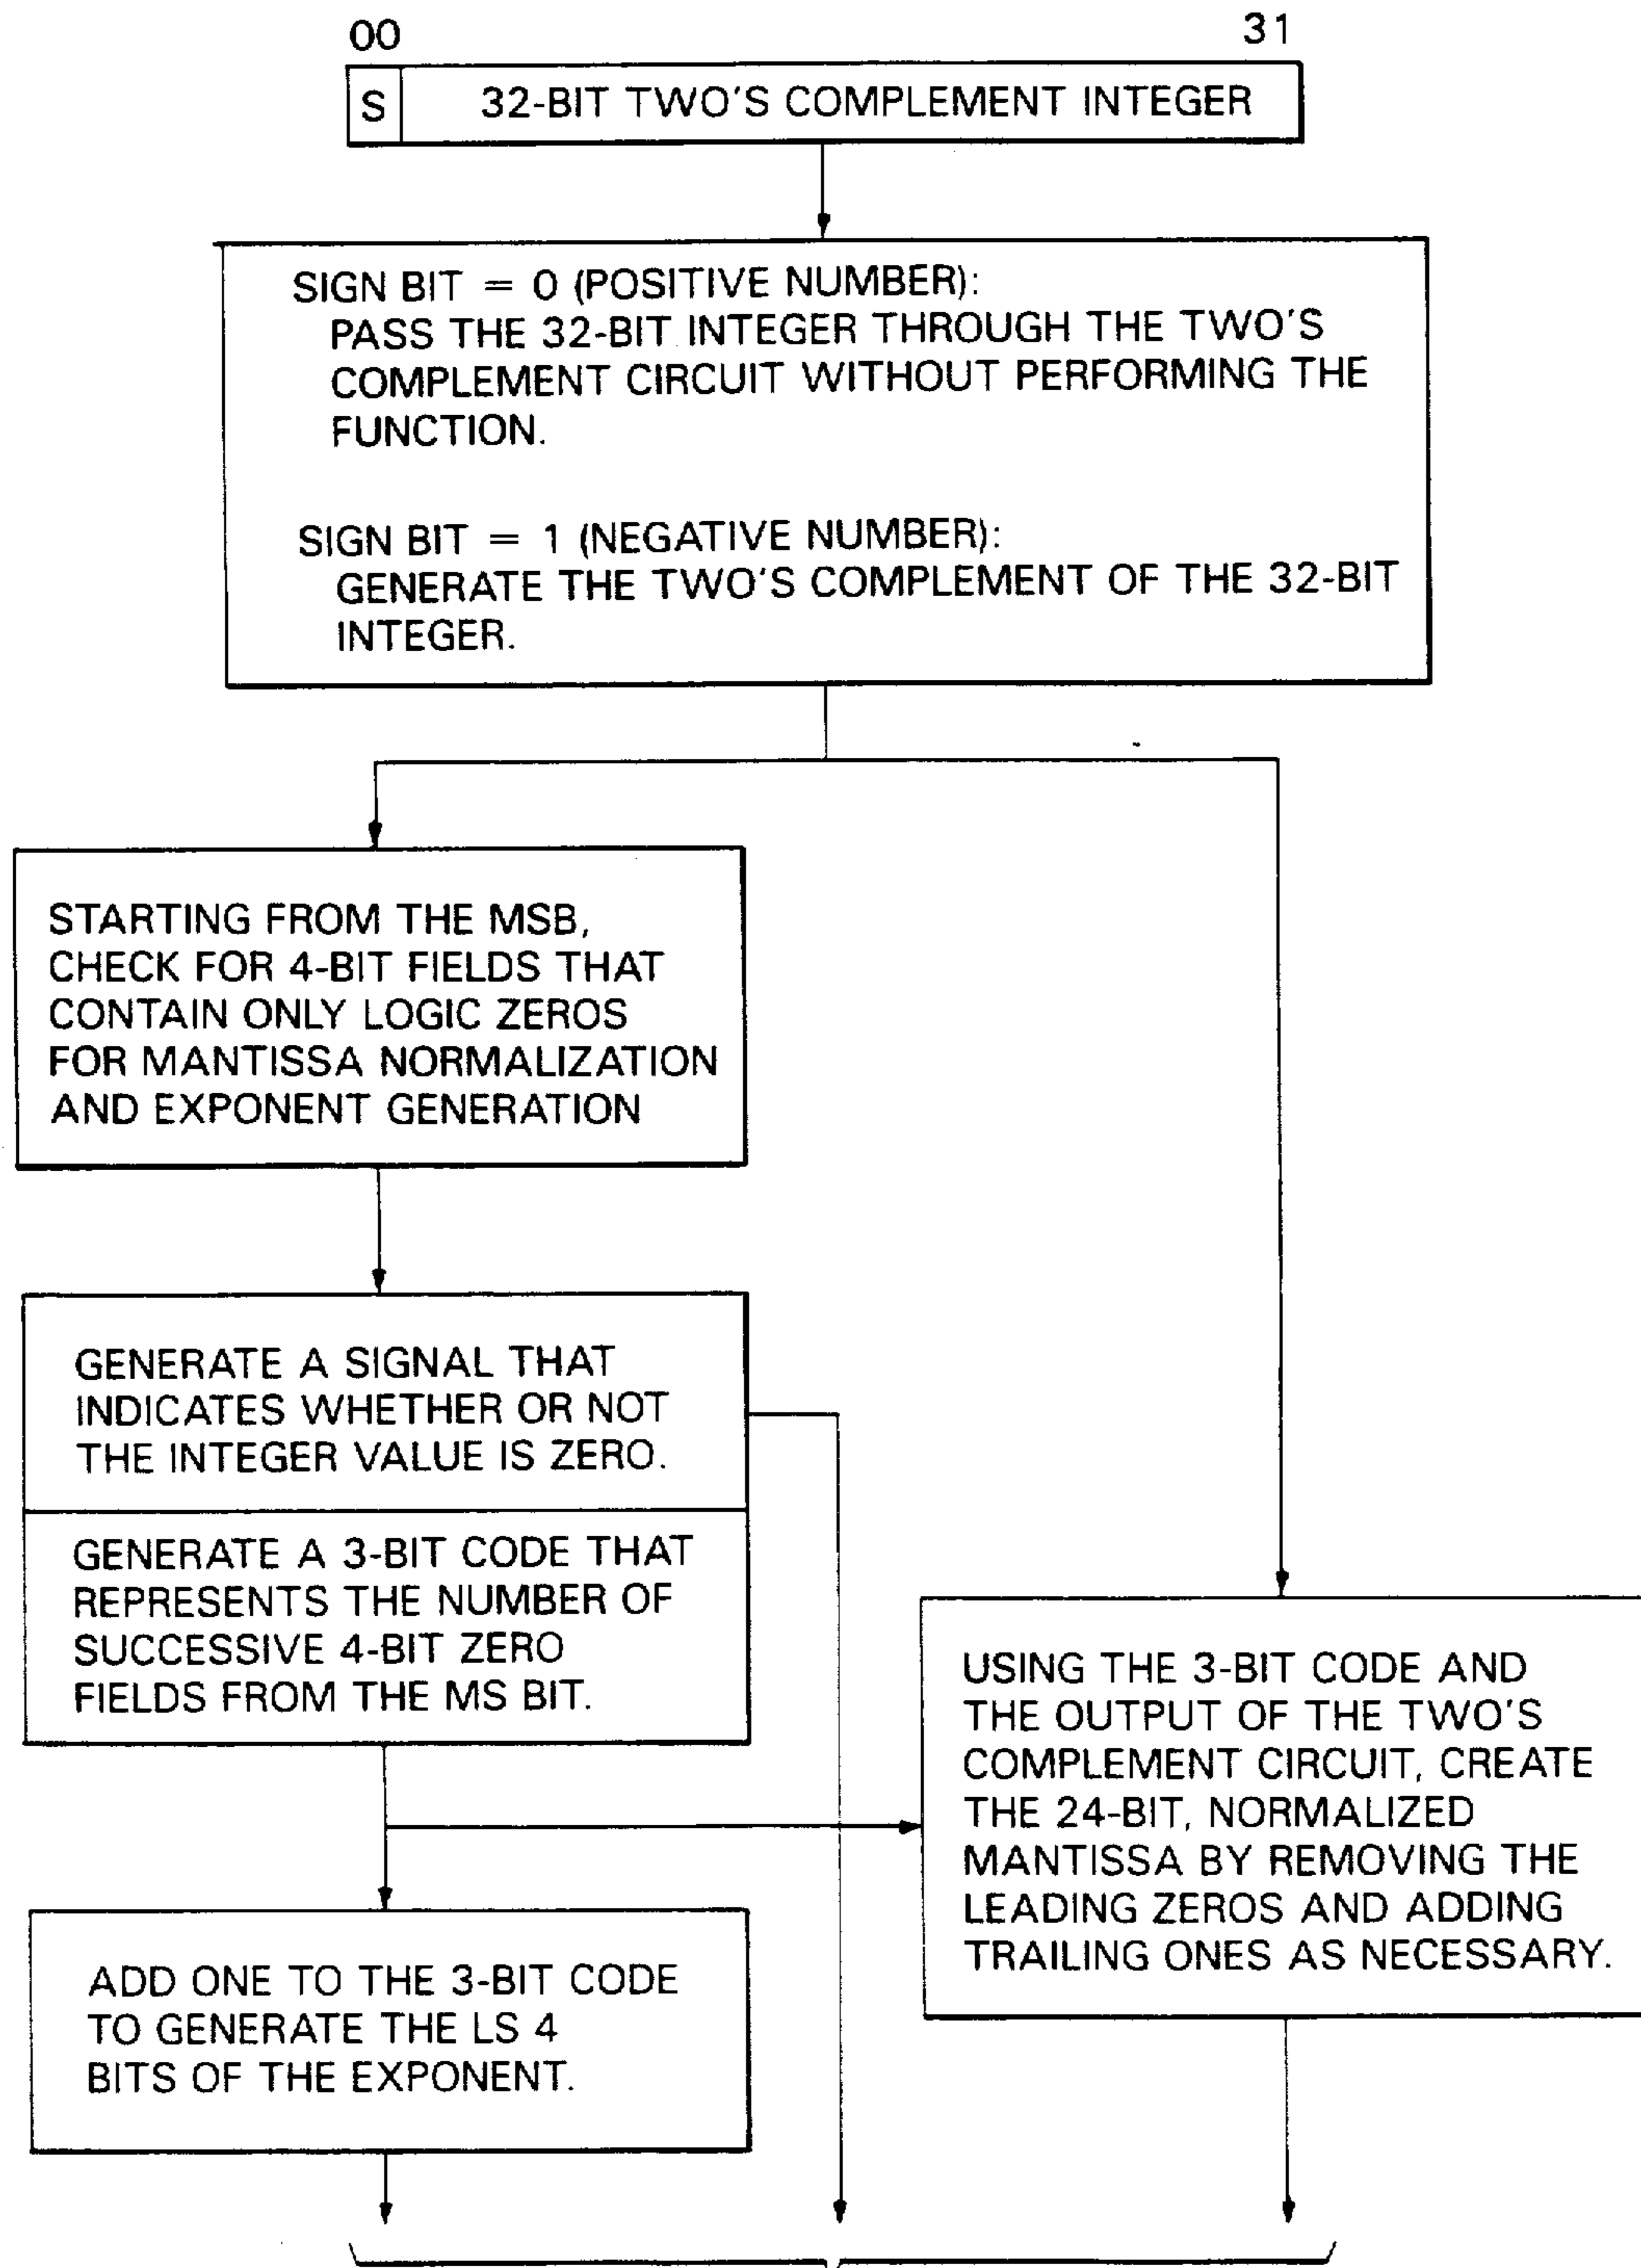 00 31
S 32-BIT TWO'S COMPLEMENT INTEGER
SIGN BIT = 0 (POSITIVE NUMBER):
PASS THE 32-BIT INTEGER THROUGH THE TWO'S
COMPLEMENT CIRCUIT WITHOUT PERFORMING THE
FUNCTION.
SIGN BIT = 1 (NEGATIVE NUMBER):
GENERATE THE TWO'S COMPLEMENT OF THE 32-BIT
INTEGER.
STARTING FROM THE MSB,
CHECK FOR 4-BIT FIELDS THAT
CONTAIN ONLY LOGIC ZEROS
FOR MANTISSA NORMALIZATION
AND EXPONENT GENERATION
GENERATE A SIGNAL THAT
INDICATES WHETHER OR NOT
THE INTEGER VALUE IS ZERO.
GENERATE A 3-BIT CODE THAT
REPRESENTS THE NUMBER OF
SUCCESSIVE 4-BIT ZERO
FIELDS FROM THE MS BIT.
USING THE 3-BIT CODE AND
THE OUTPUT OF THE TWO'S
COMPLEMENT CIRCUIT, CREATE
THE 24-BIT, NORMALIZED
MANTISSA BY REMOVING THE
LEADING ZEROS AND ADDING
TRAILING ONES AS NECESSARY.
ADD ONE TO THE 3-BIT CODE
TO GENERATE THE LS 4
BITS OF THE EXPONENT.